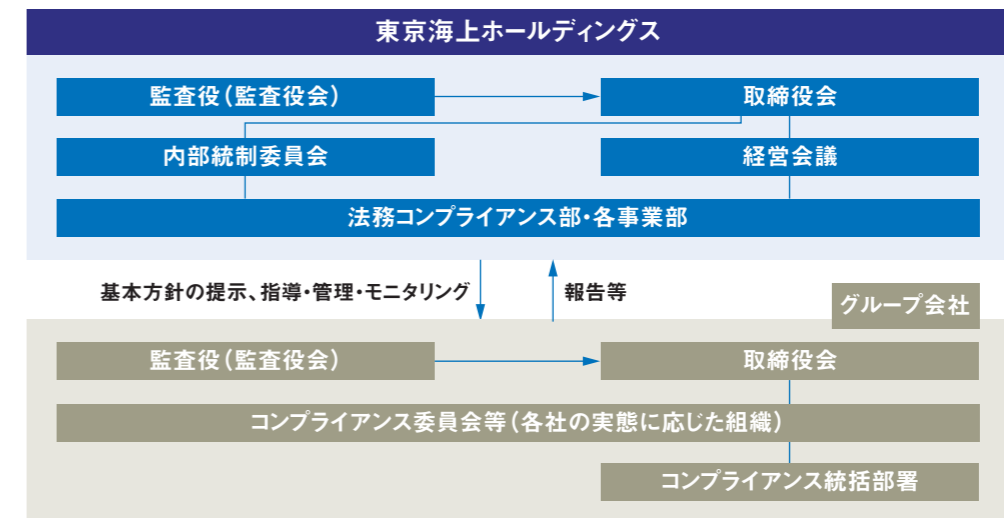 東京海上ホールディングス
監査役(監査役会)
取締役会
内部統制委員会
経営会議
法務コンプライアンス部・各事業部
基本方針の提示、指導・管理・モニタリング
報告等
グループ会社
監査役(監査役会)
取締役会
コンプライアンス委員会等(各社の実態に応じた組織)
コンプライアンス統括部署